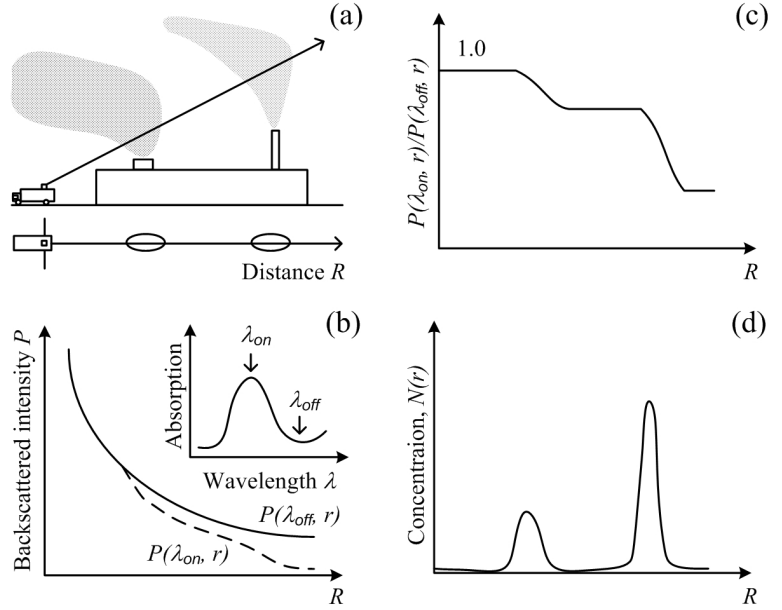 (a)
Distance R
(b)
Backscattered intensity P
Absorption
λon
λoff
Wavelength λ
P(λoff, r)
P(λon, r)
R
(c)
1.0
P(λon, r)/P(λoff, r)
R
(d)
Concentraion, N(r)
R